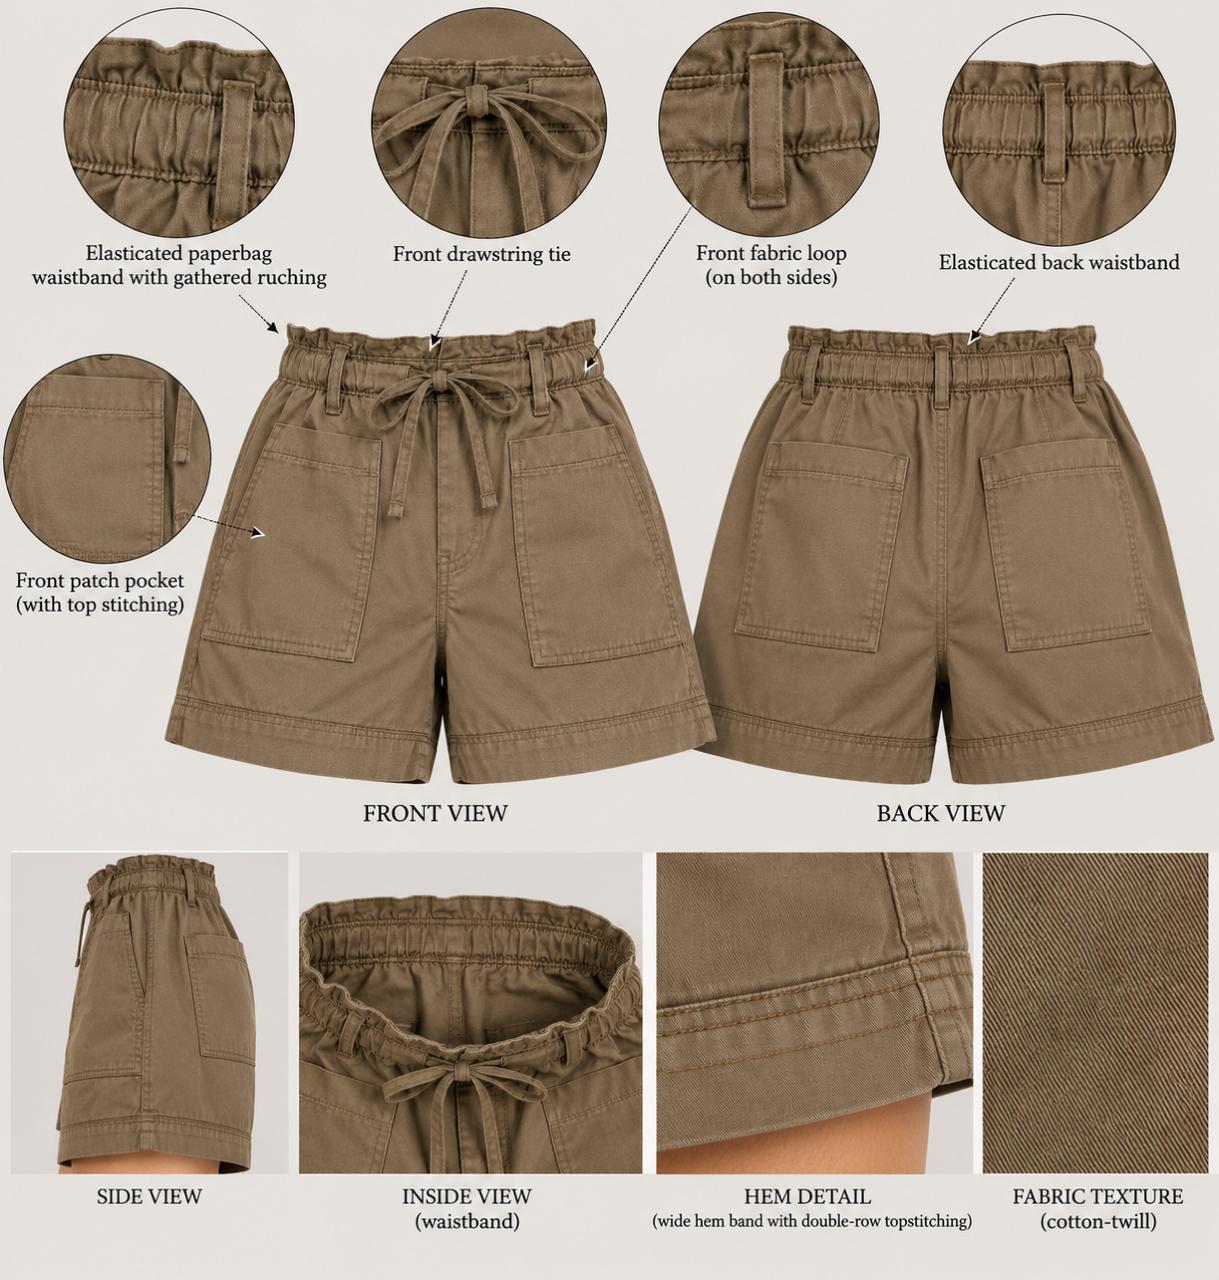 Elasticated paperbag
waistband with gathered ruching
Front drawstring tie
Front fabric loop
(on both sides)
Elasticated back waistband
Front patch pocket
(with top stitching)
FRONT VIEW
BACK VIEW
SIDE VIEW
INSIDE VIEW
(waistband)
HEM DETAIL
(wide hem band with double-row topstitching)
FABRIC TEXTURE
(cotton-twill)